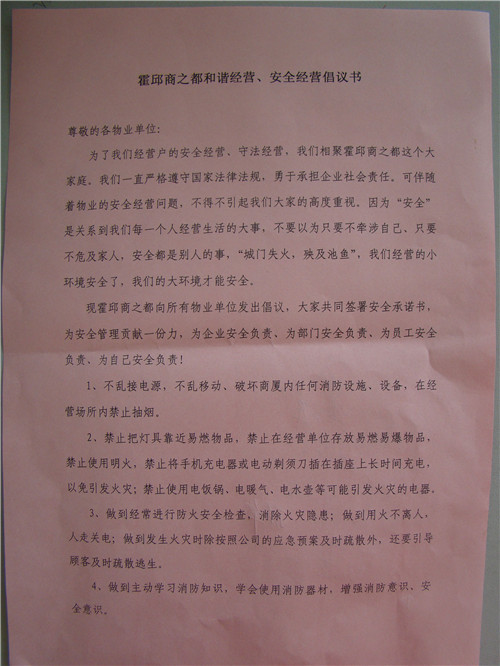 霍邱商之都和谐经营、安全经营倡议书
尊敬的各物业单位:
为了我们经营户的安全经营、守法经营，我们相聚霍邱商之都这个大
家庭。我们一直严格遵守国家法律法规，勇于承担企业社会责任。可伴随
着物业的安全经营问题，不得不引起我们大家的高度重视。因为“安全”
是关系到我们每一个人经营生活的大事，不要以为只要不牵涉自己、只要
不危及家人，安全都是别人的事，“城门失火，殃及池鱼”，我们经营的小
环境安全了，我们的大环境才能安全。
现霍邱商之都向所有物业单位发出倡议，大家共同签署安全承诺书，
为安全管理贡献一份力，为企业安全负责、为部门安全负责、为员工安全
负责、为自己安全负责！
1、不乱接电源，不乱移动、破坏商厦内任何消防设施、设备，在经
营场所内禁止抽烟。
2、禁止把灯具靠近易燃物品，禁止在经营单位存放易燃易爆物品，
禁止使用明火，禁止将手机充电器或电动剃须刀插在插座上长时间充电，
以免引发火灾；禁止使用电饭锅、电暖气、电水壶等可能引发火灾的电器。
3、做到经常进行防火安全检查，消除火灾隐患；做到用火不离人，
人走关电；做到发生火灾时除按照公司的应急预案及时疏散外，还要引导
顾客及时疏散逃生。
4、做到主动学习消防知识，学会使用消防器材，增强消防意识、安
全意识。